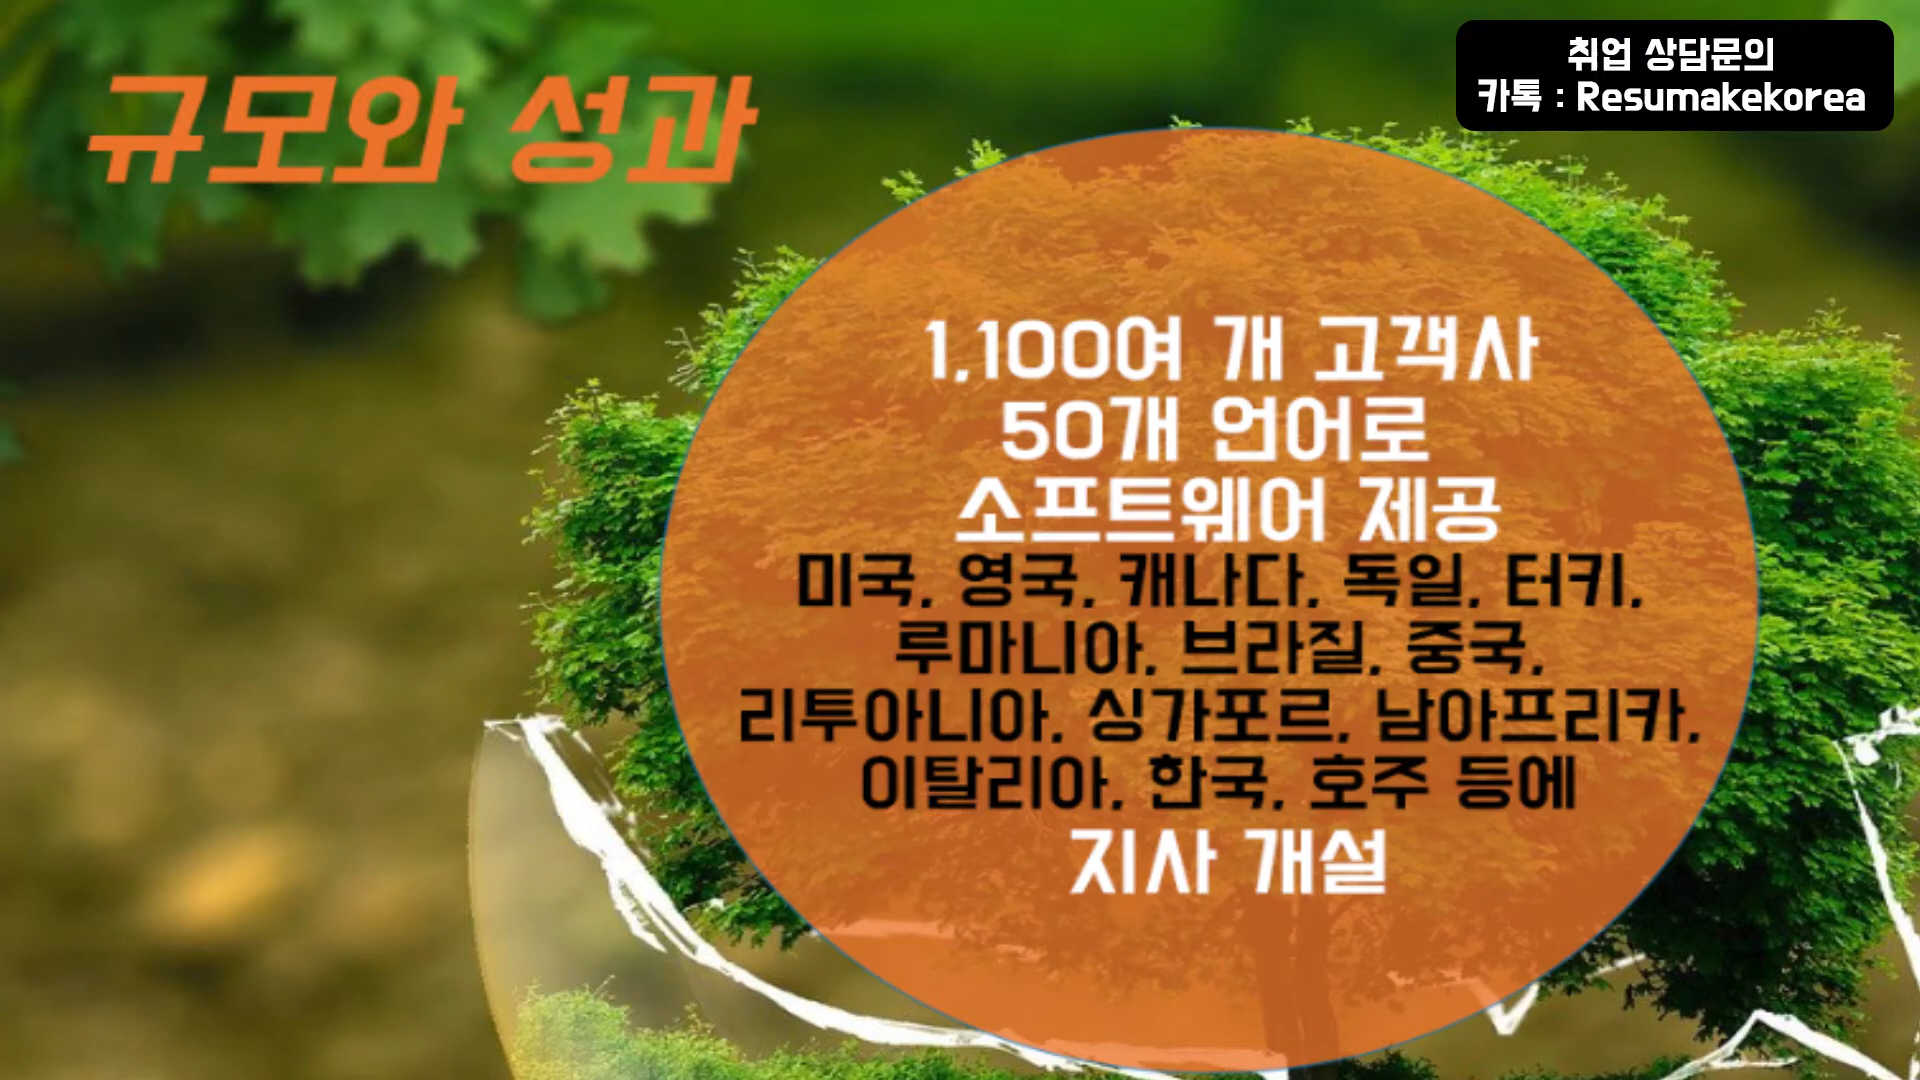 규모와 성과
취업 상담문의
카톡 : Resumakekorea
1,100여 개 고객사
50개 언어로
소프트웨어 제공
미국, 영국, 캐나다, 독일, 터키,
루마니아, 브라질, 중국,
리투아니아, 싱가포르, 남아프리카,
이탈리아, 한국, 호주 등에
지사 개설